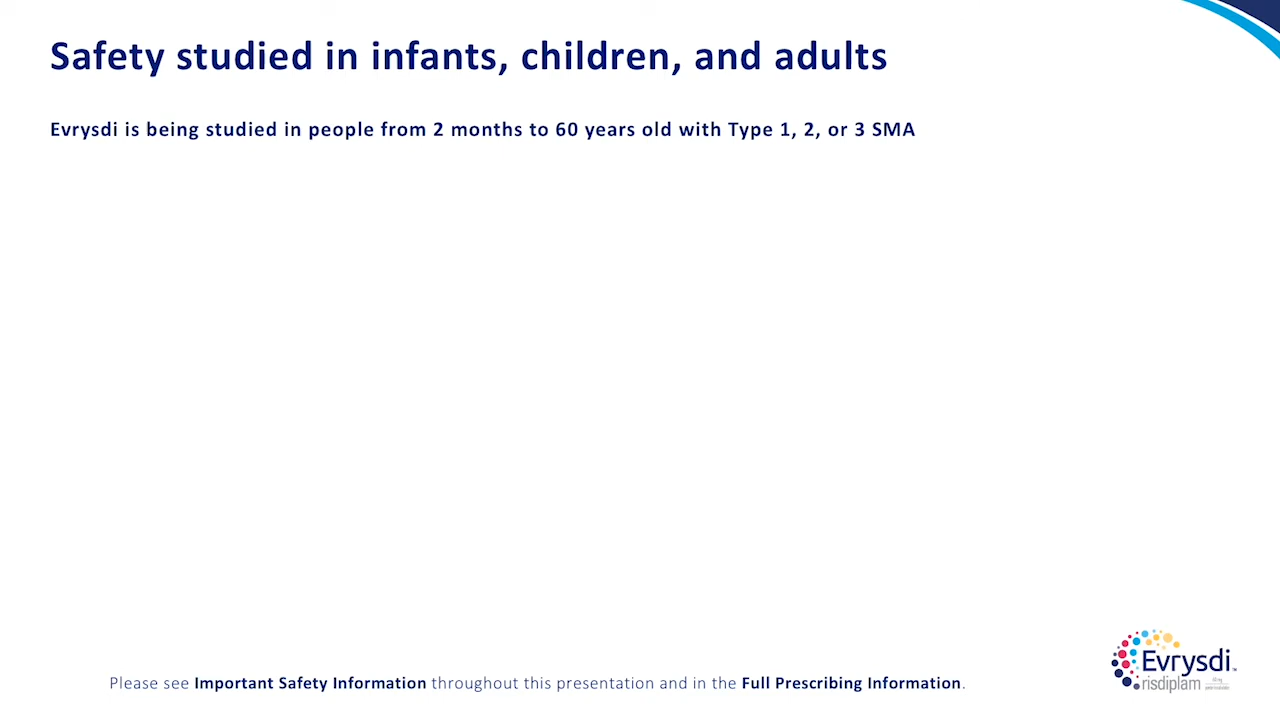 Safety studied in infants, children, and adults
Evrysdi is being studied in people from 2 months to 60 years old with Type 1, 2, or 3 SMA
Evrysdi™
risdiplam
Please see Important Safety Information throughout this presentation and in the Full Prescribing Information.